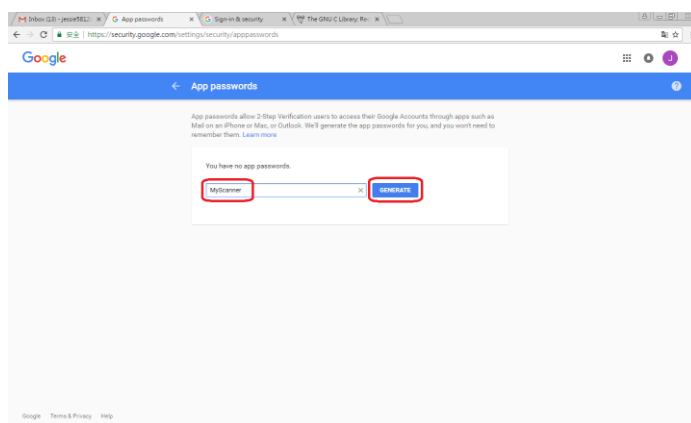 Inbox (13) - jessie5812
App passwords
Sign-in & security
The GNU C Library: Re
安全 | https://security.google.com/settings/security/apppasswords
Google
J
App passwords
App passwords allow 2-Step Verification users to access their Google Accounts through apps such as
Mail on an iPhone or Mac, or Outlook. We'll generate the app passwords for you, and you won't need to
remember them. Learn more
You have no app passwords.
MyScanner
GENERATE
Google Terms & Privacy Help